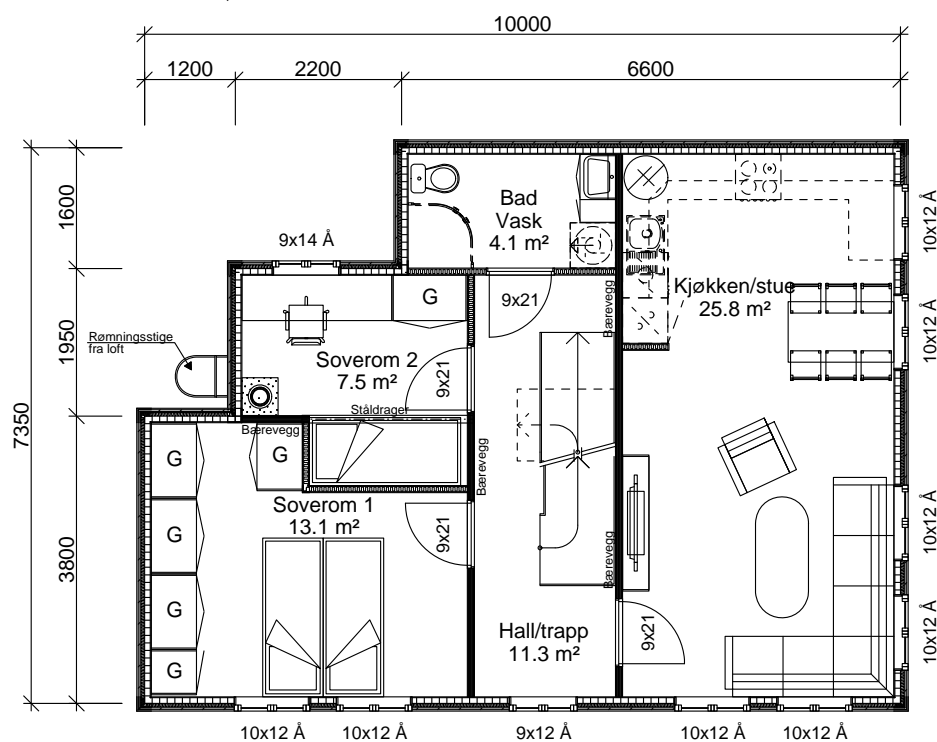 10000
1200
2200
6600
7350
1600
1950
3800
9x14 Å
Bad
Vask
4.1 m²
10x12 Å
Kjøkken/stue
25.8 m²
10x12 Å
Rømningsstige
fra loft
G
9x21
Bærevegg
Soverom 2
7.5 m²
9x21
Ståldrager
Bærevegg
G
G
Bærevegg
Soverom 1
13.1 m²
G
9x21
10x12 Å
Bærevegg
G
G
Hall/trapp
11.3 m²
9x21
10x12 Å
10x12 Å
10x12 Å
9x12 Å
10x12 Å
10x12 Å